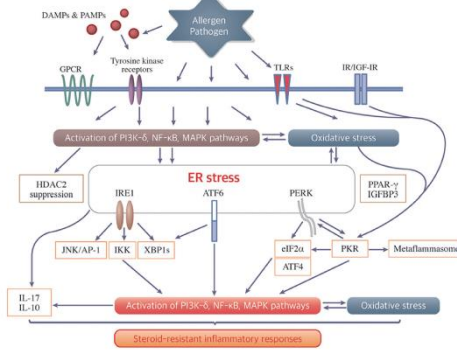 DAMPs & PAMPs
Allergen
Pathogen
GPCR
Tyrosine kinase
receptors
TLRs
IR/IGF-IR
Activation of PI3K-δ, NF-κB, MAPK pathways
Oxidative stress
HDAC2
suppression
ER stress
PPAR-γ
IGFBP3
IRE1
ATF6
PERK
JNK/AP-1
IKK
XBP1s
eIF2α
PKR
Metaflammasome
ATF4
IL-17
IL-10
Activation of PI3K-δ, NF-κB, MAPK pathways
Oxidative stress
Steroid-resistant inflammatory responses